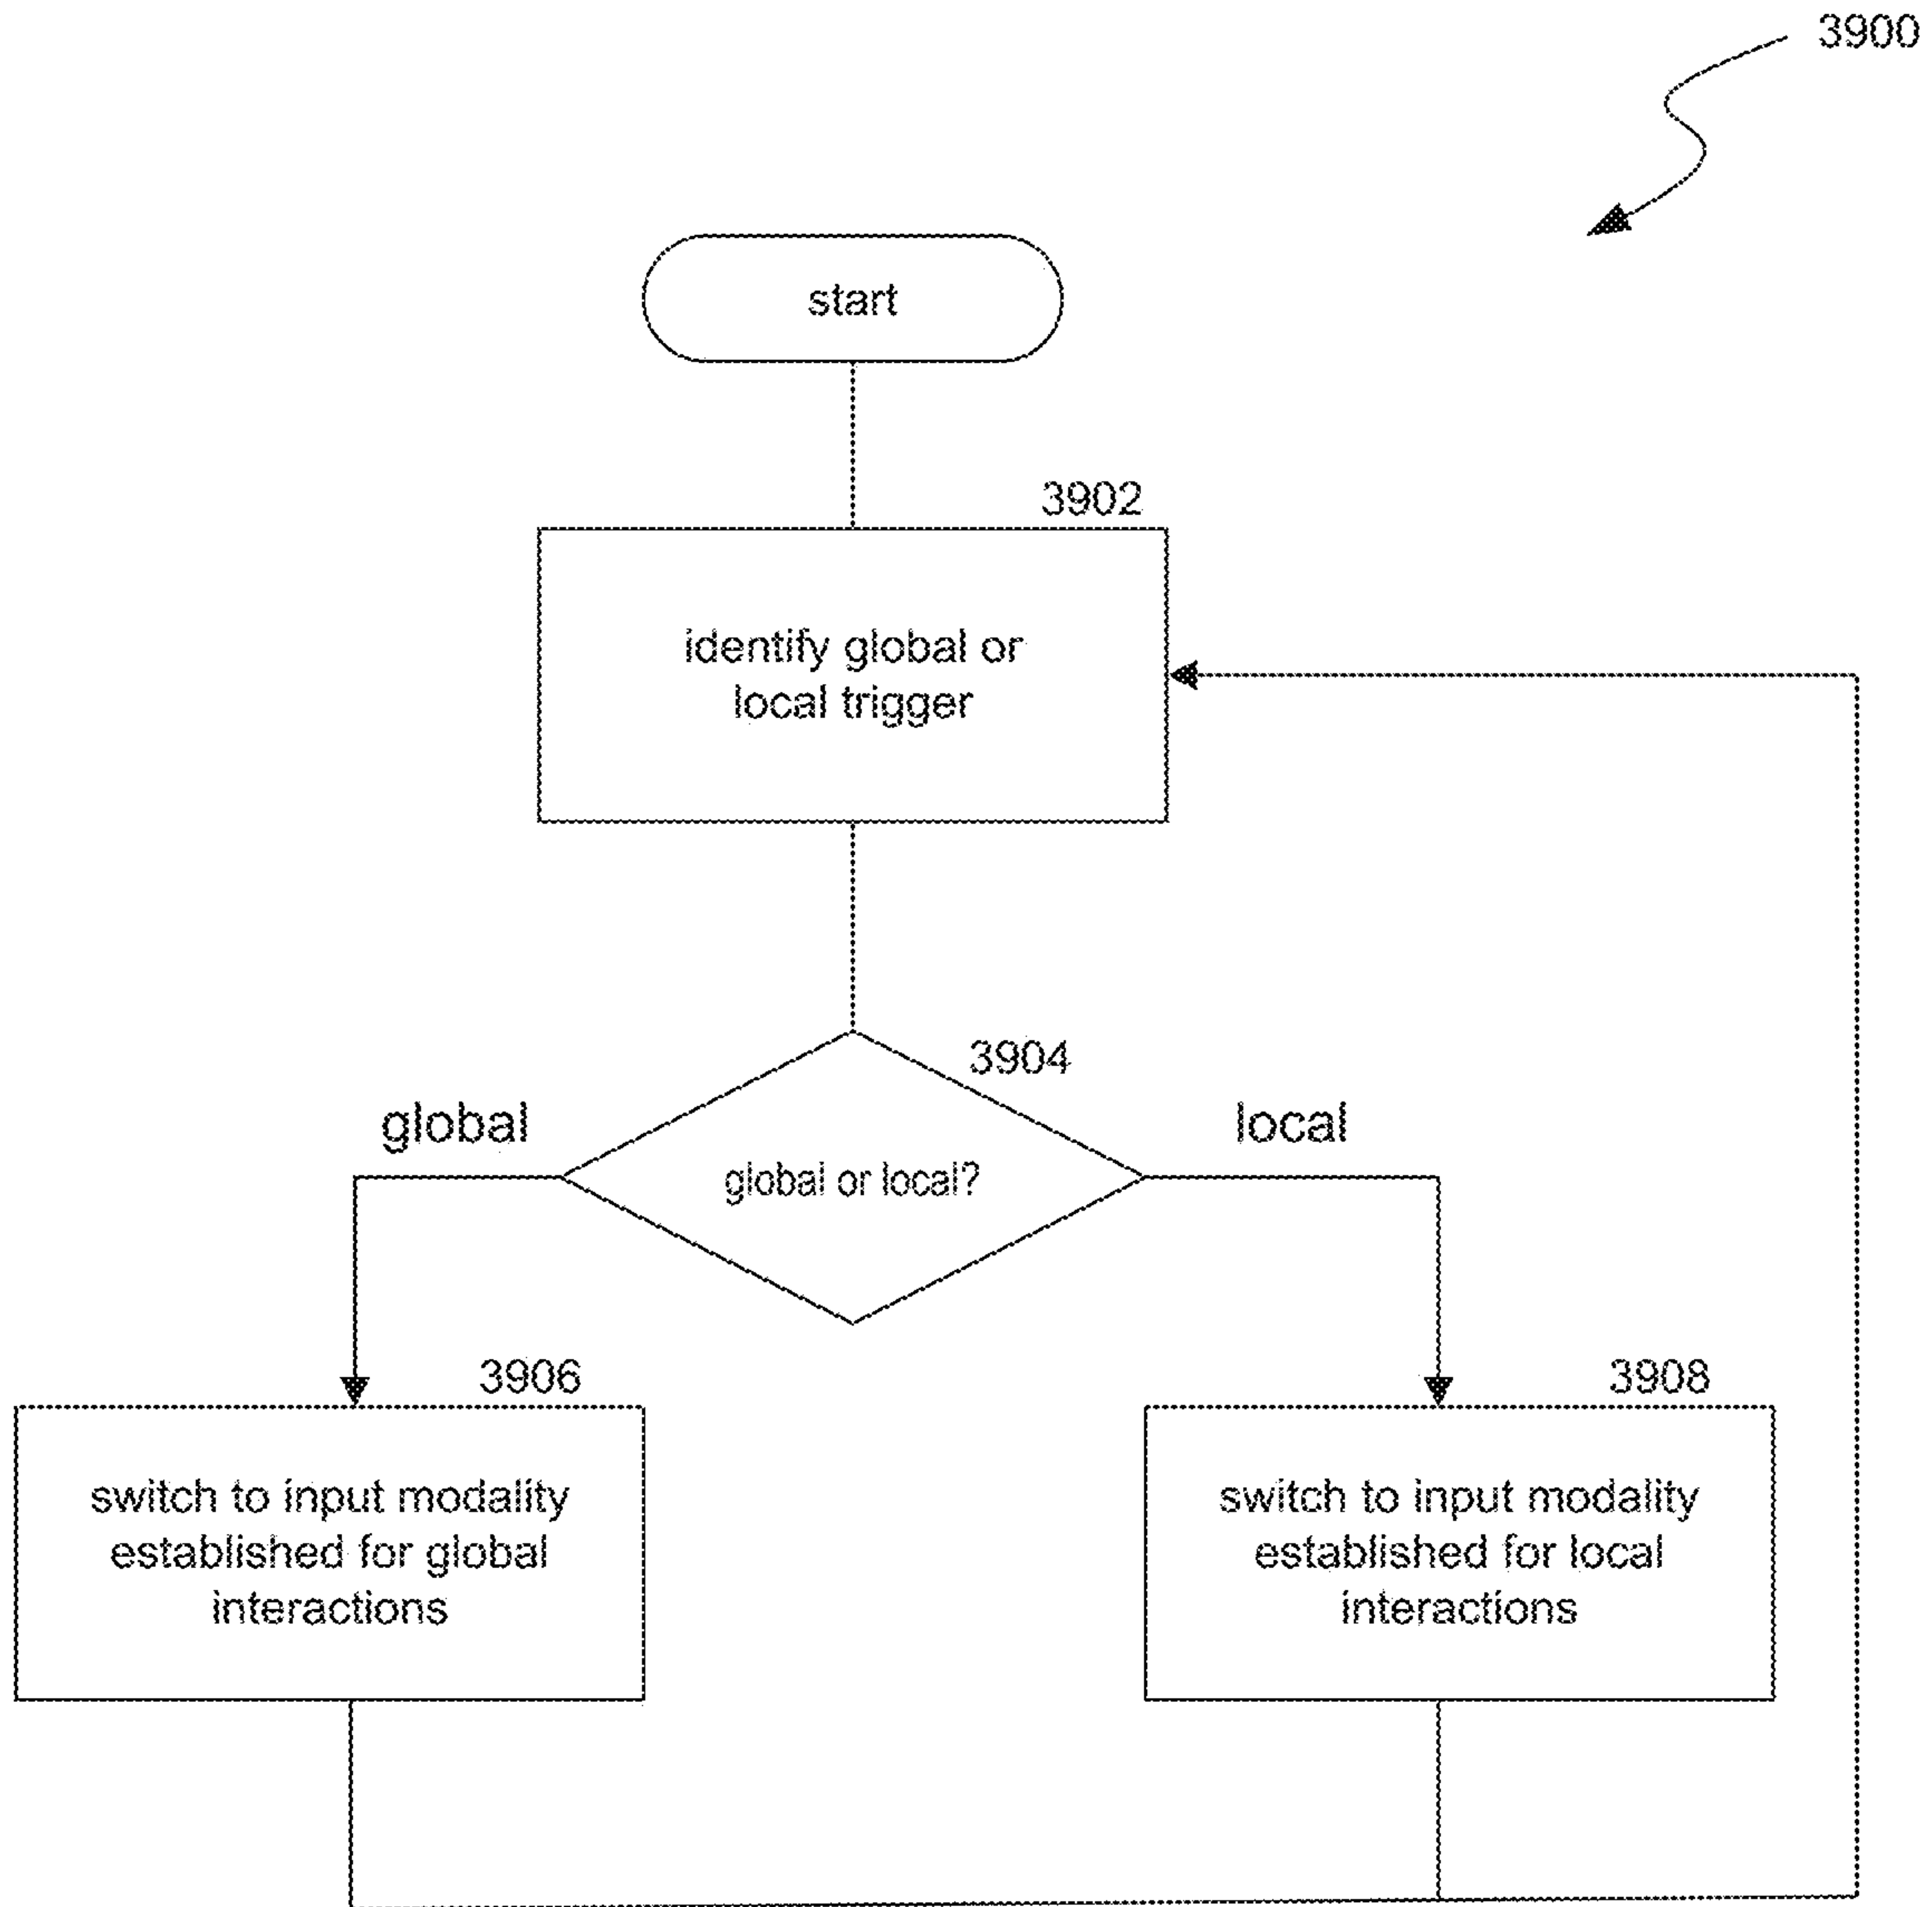 3900
start
3902
identify global or
local trigger
3904
global
local
global or local?
3906
switch to input modality
established for global
interactions
3908
switch to input modality
established for local
interactions